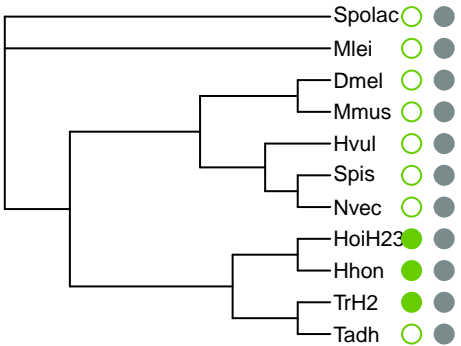 Spolac
Mlei
Dmel
Mmus
Hvul
Spis
Nvec
HoiH23
Hhon
TrH2
Tadh